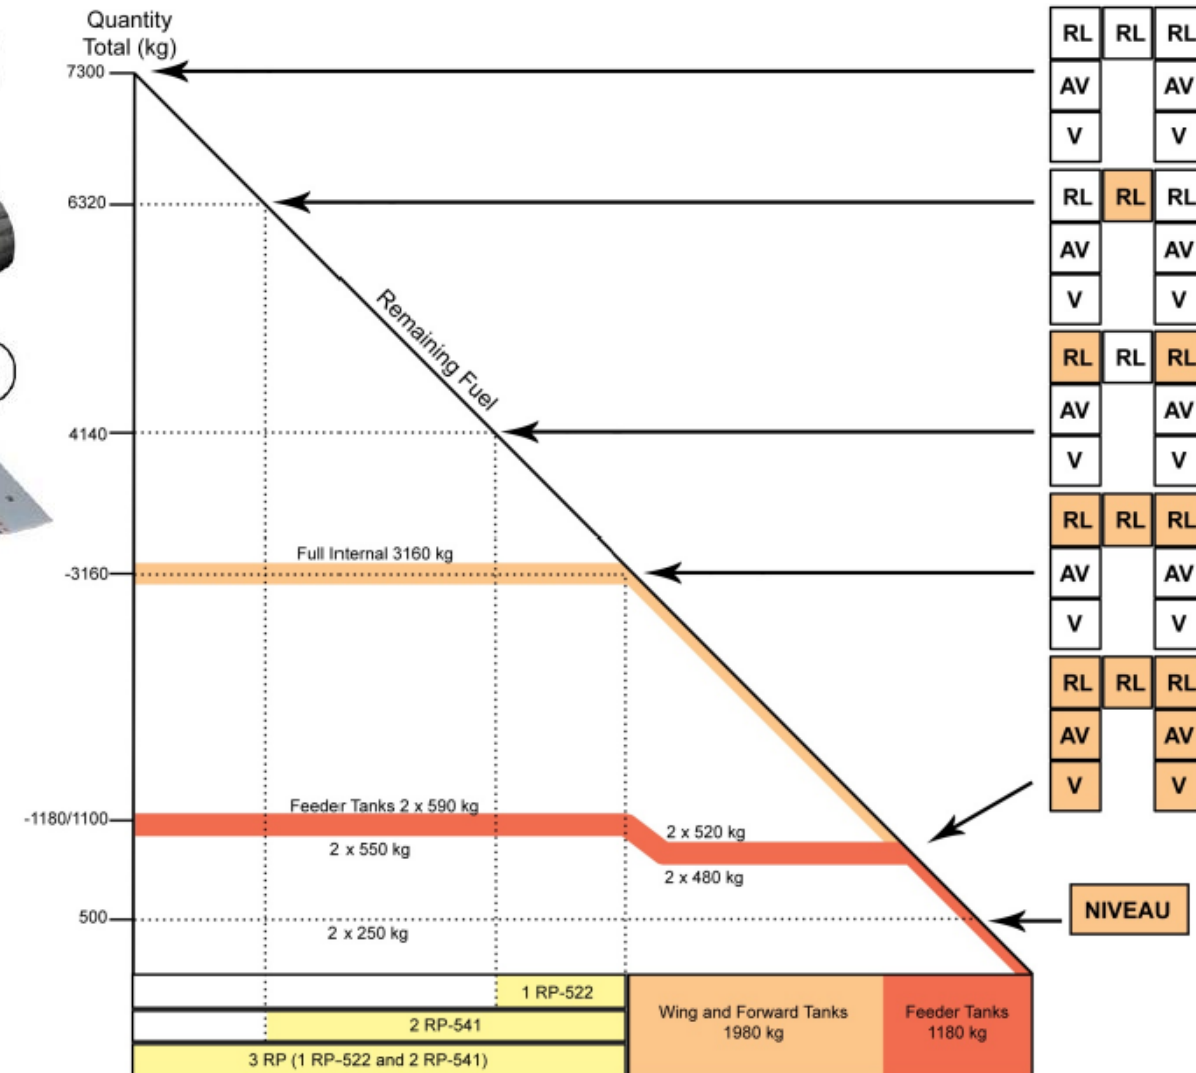 Quantity
Total (kg)
7300
6320
4140
-3160
-1180/1100
500
Remaining Fuel
Full Internal 3160 kg
Feeder Tanks 2 x 590 kg
2 x 550 kg
2 x 520 kg
2 x 480 kg
2 x 250 kg
1 RP-522
2 RP-541
3 RP (1 RP-522 and 2 RP-541)
Wing and Forward Tanks
1980 kg
Feeder Tanks
1180 kg
RL RL RL
AV AV
V V
RL RL RL
AV AV
V V
RL RL RL
AV AV
V V
RL RL RL
AV AV
V V
RL RL RL
AV AV
V V
NIVEAU